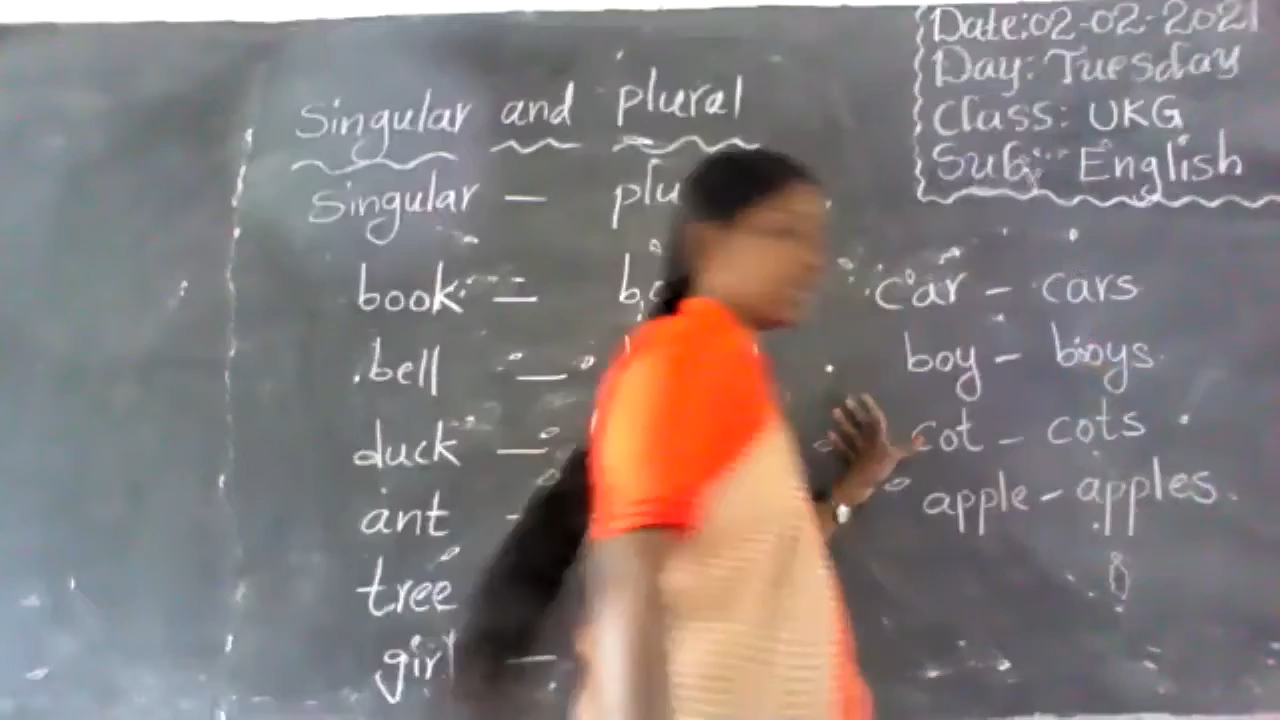 Date:02-02-2021
Day: Tuesday
Class: UKG
Sub: English
Singular and plural
Singular —
book —
bell —
duck —
ant -
tree
girl —
car - cars
boy - boys
cot - cots
apple - apples